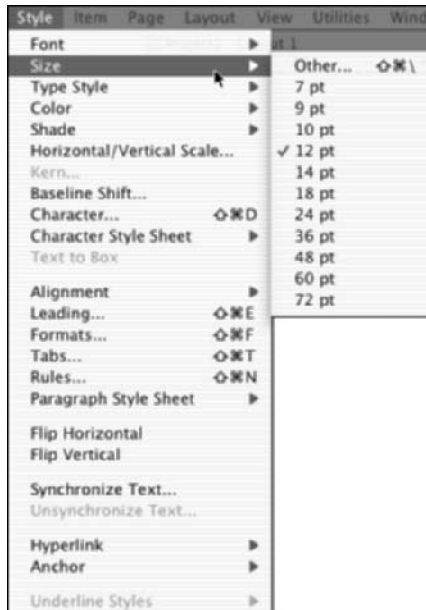 Style Item Page Layout View Utilities
Font
Size
Type Style
Color
Shade
Horizontal/Vertical Scale...
Kern...
Baseline Shift...
Character... ⇧⌘D
Character Style Sheet
Text to Box
Alignment
Leading... ⇧⌘E
Formats... ⇧⌘F
Tabs... ⇧⌘T
Rules... ⇧⌘N
Paragraph Style Sheet
Flip Horizontal
Flip Vertical
Synchronize Text...
Unsynchronize Text...
Hyperlink
Anchor
Underline Styles
Other... ⇧⌘\
7 pt
9 pt
10 pt
✓ 12 pt
14 pt
18 pt
24 pt
36 pt
48 pt
60 pt
72 pt